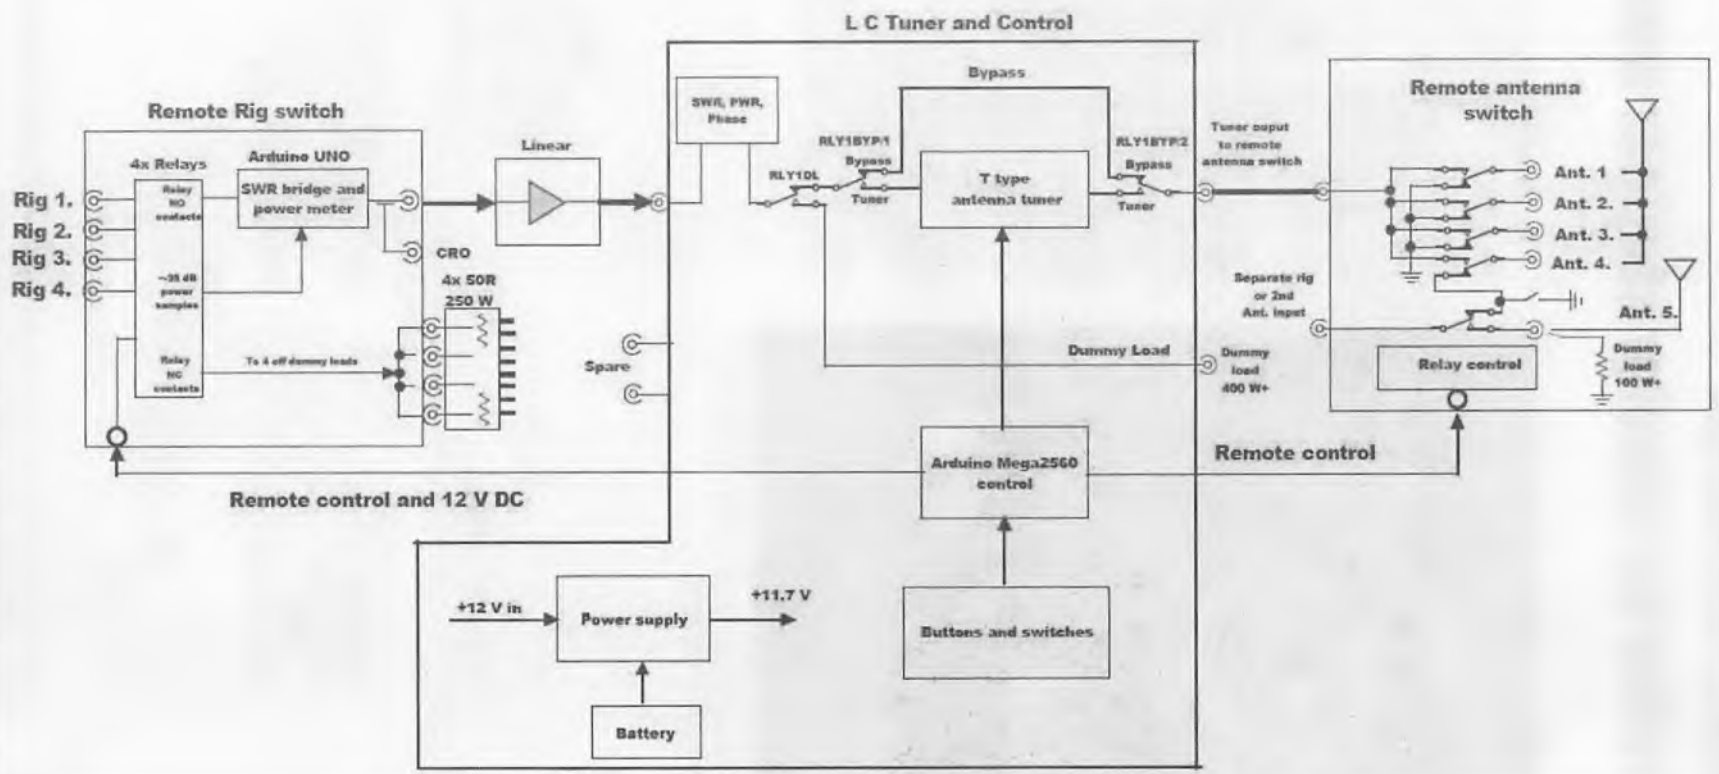 L C Tuner and Control
Remote Rig switch
4x Relays
Arduino UNO
Relay
NO
contacts
SWR bridge and
power meter
Rig 1.
Rig 2.
Rig 3.
Rig 4.
~-35 dB
power
samples
Relay
NC
contacts
To 4 off dummy loads
CRO
4x 50R
250 W
Linear
Spare
SWR, PWR,
Phase
RLY1DL
RLY1BYP/1
Bypass
Tuner
Bypass
T type
antenna tuner
RLY1BYP/2
Bypass
Tuner
Tuner ouput
to remote
antenna switch
Dummy Load
Dummy
load
400 W+
Separate rig
or 2nd
Ant. input
Remote antenna
switch
Ant. 1
Ant. 2.
Ant. 3.
Ant. 4.
Ant. 5.
Dummy
load
100 W+
Relay control
Remote control
Arduino Mega2560
control
Remote control and 12 V DC
Buttons and switches
+12 V in
Power supply
+11.7 V
Battery